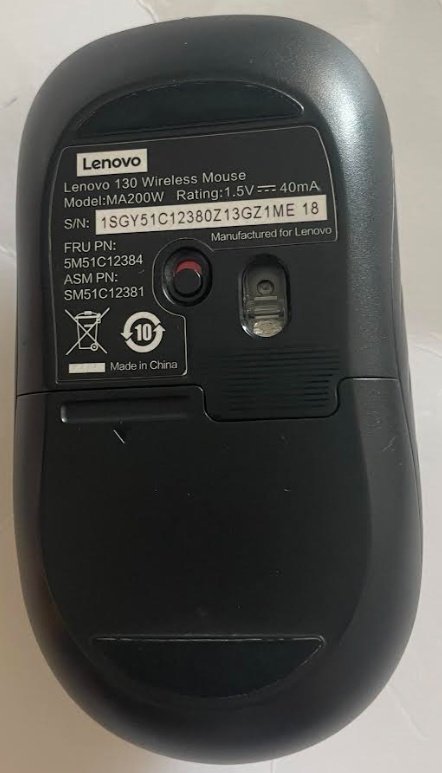 Lenovo
Lenovo 130 Wireless Mouse
Model:MA200W Rating:1.5V⎓40mA
S/N: 1SGY51C12380Z13GZ1ME 18
Manufactured for Lenovo
FRU PN:
5M51C12384
ASM PN:
SM51C12381
10
Made in China